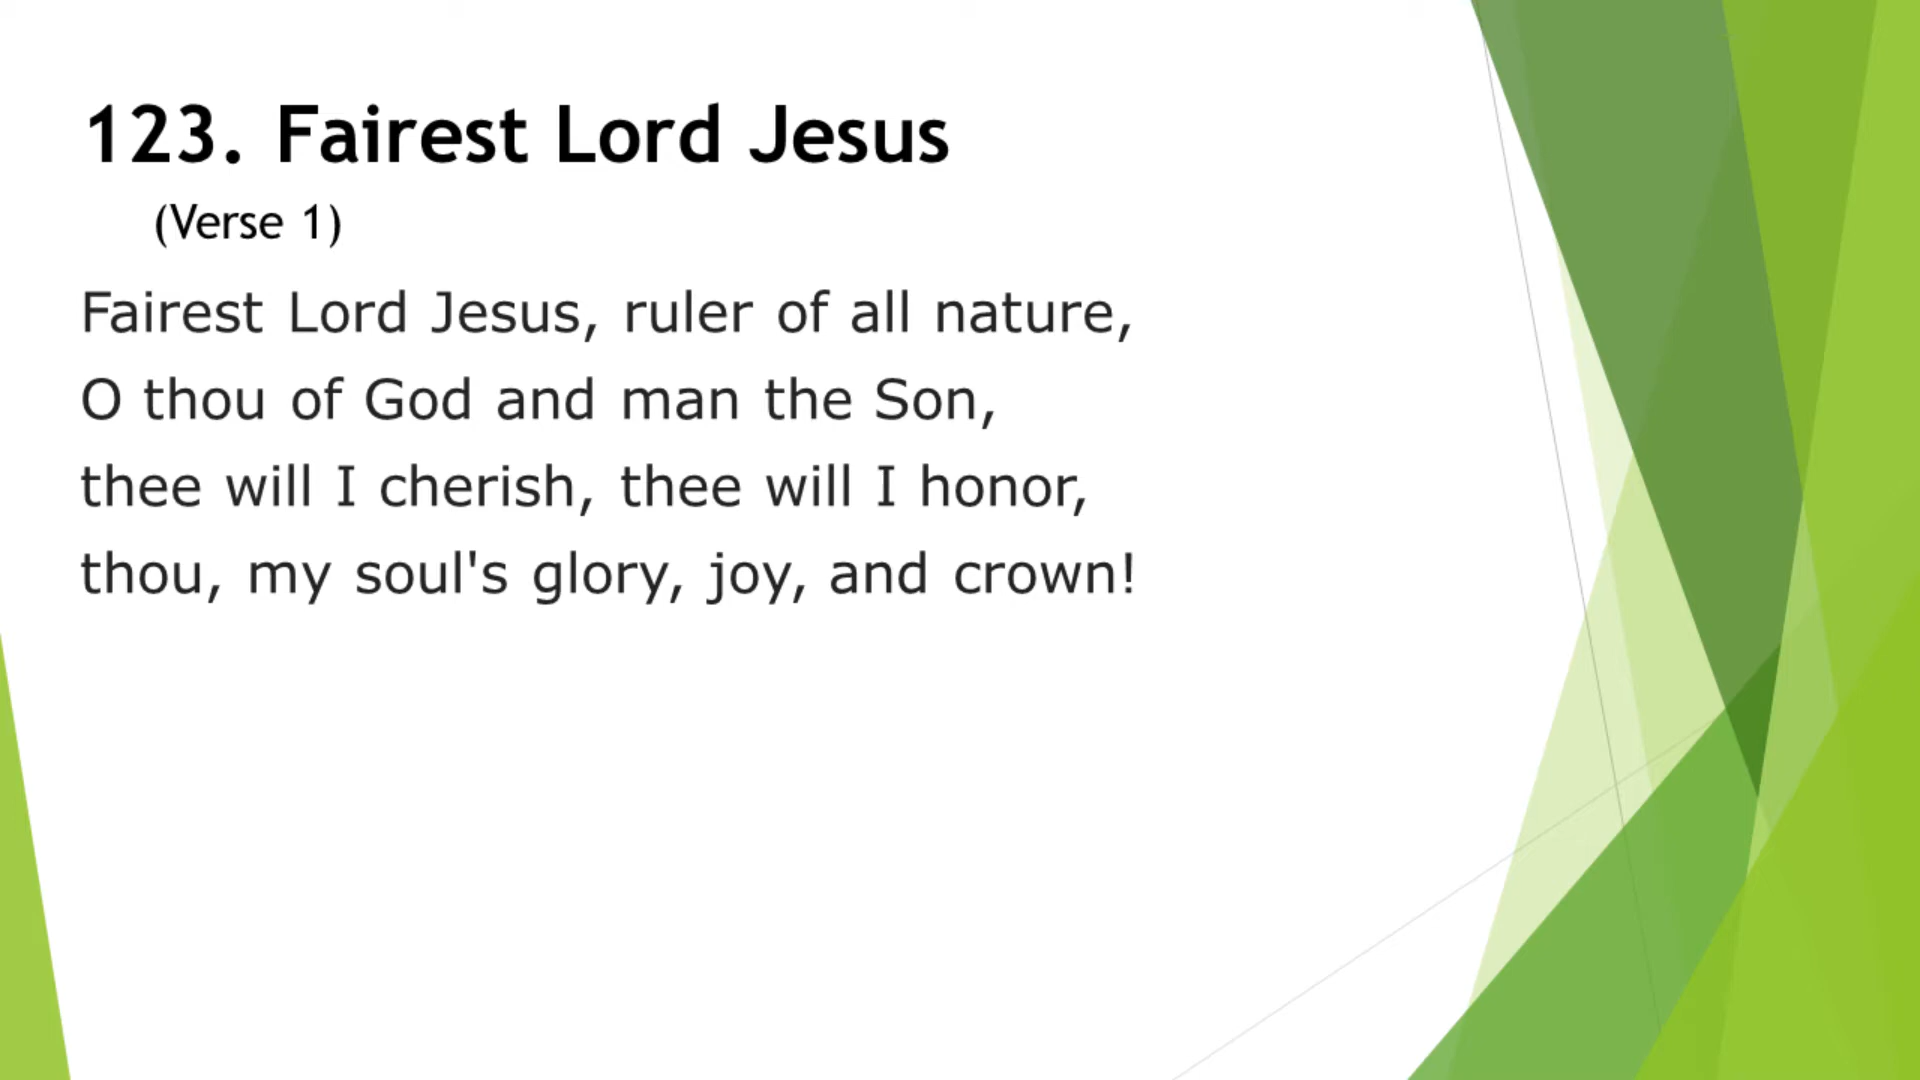 123. Fairest Lord Jesus
(Verse 1)
Fairest Lord Jesus, ruler of all nature,
O thou of God and man the Son,
thee will I cherish, thee will I honor,
thou, my soul's glory, joy, and crown!